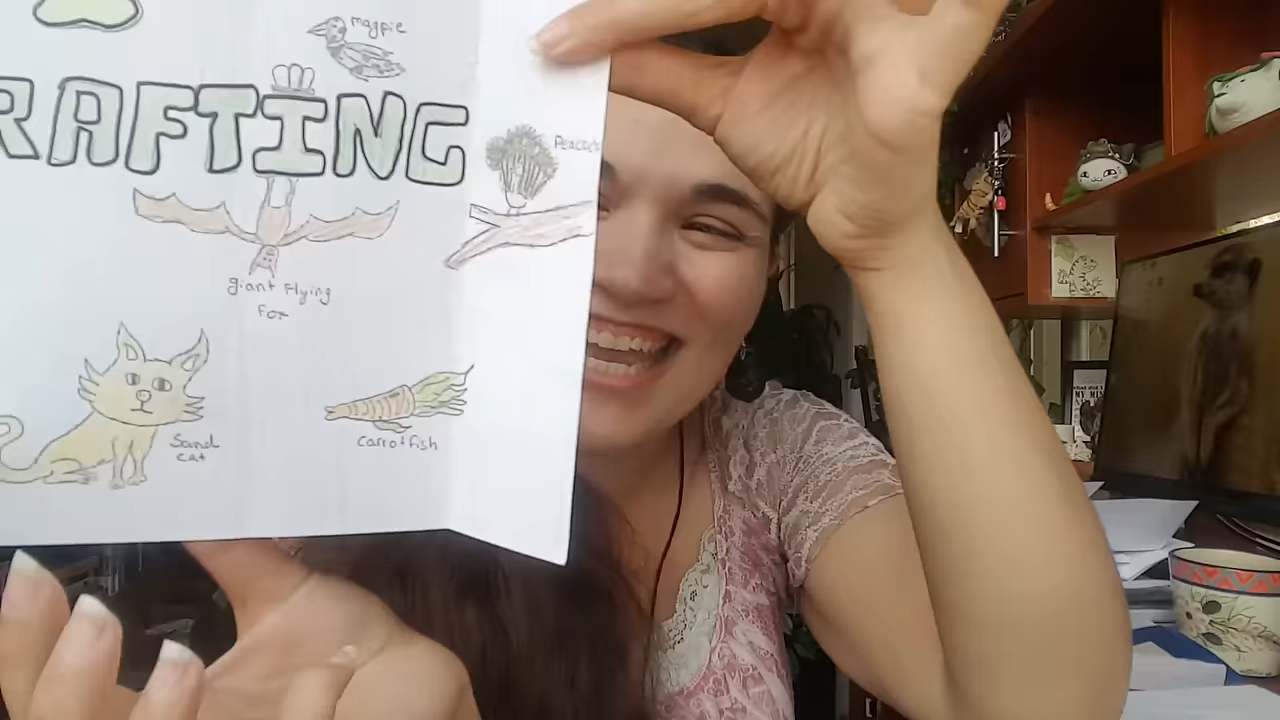 magpie
RAFTING
Peacock
giant Flying
Fox
Sand
cat
carrotfish